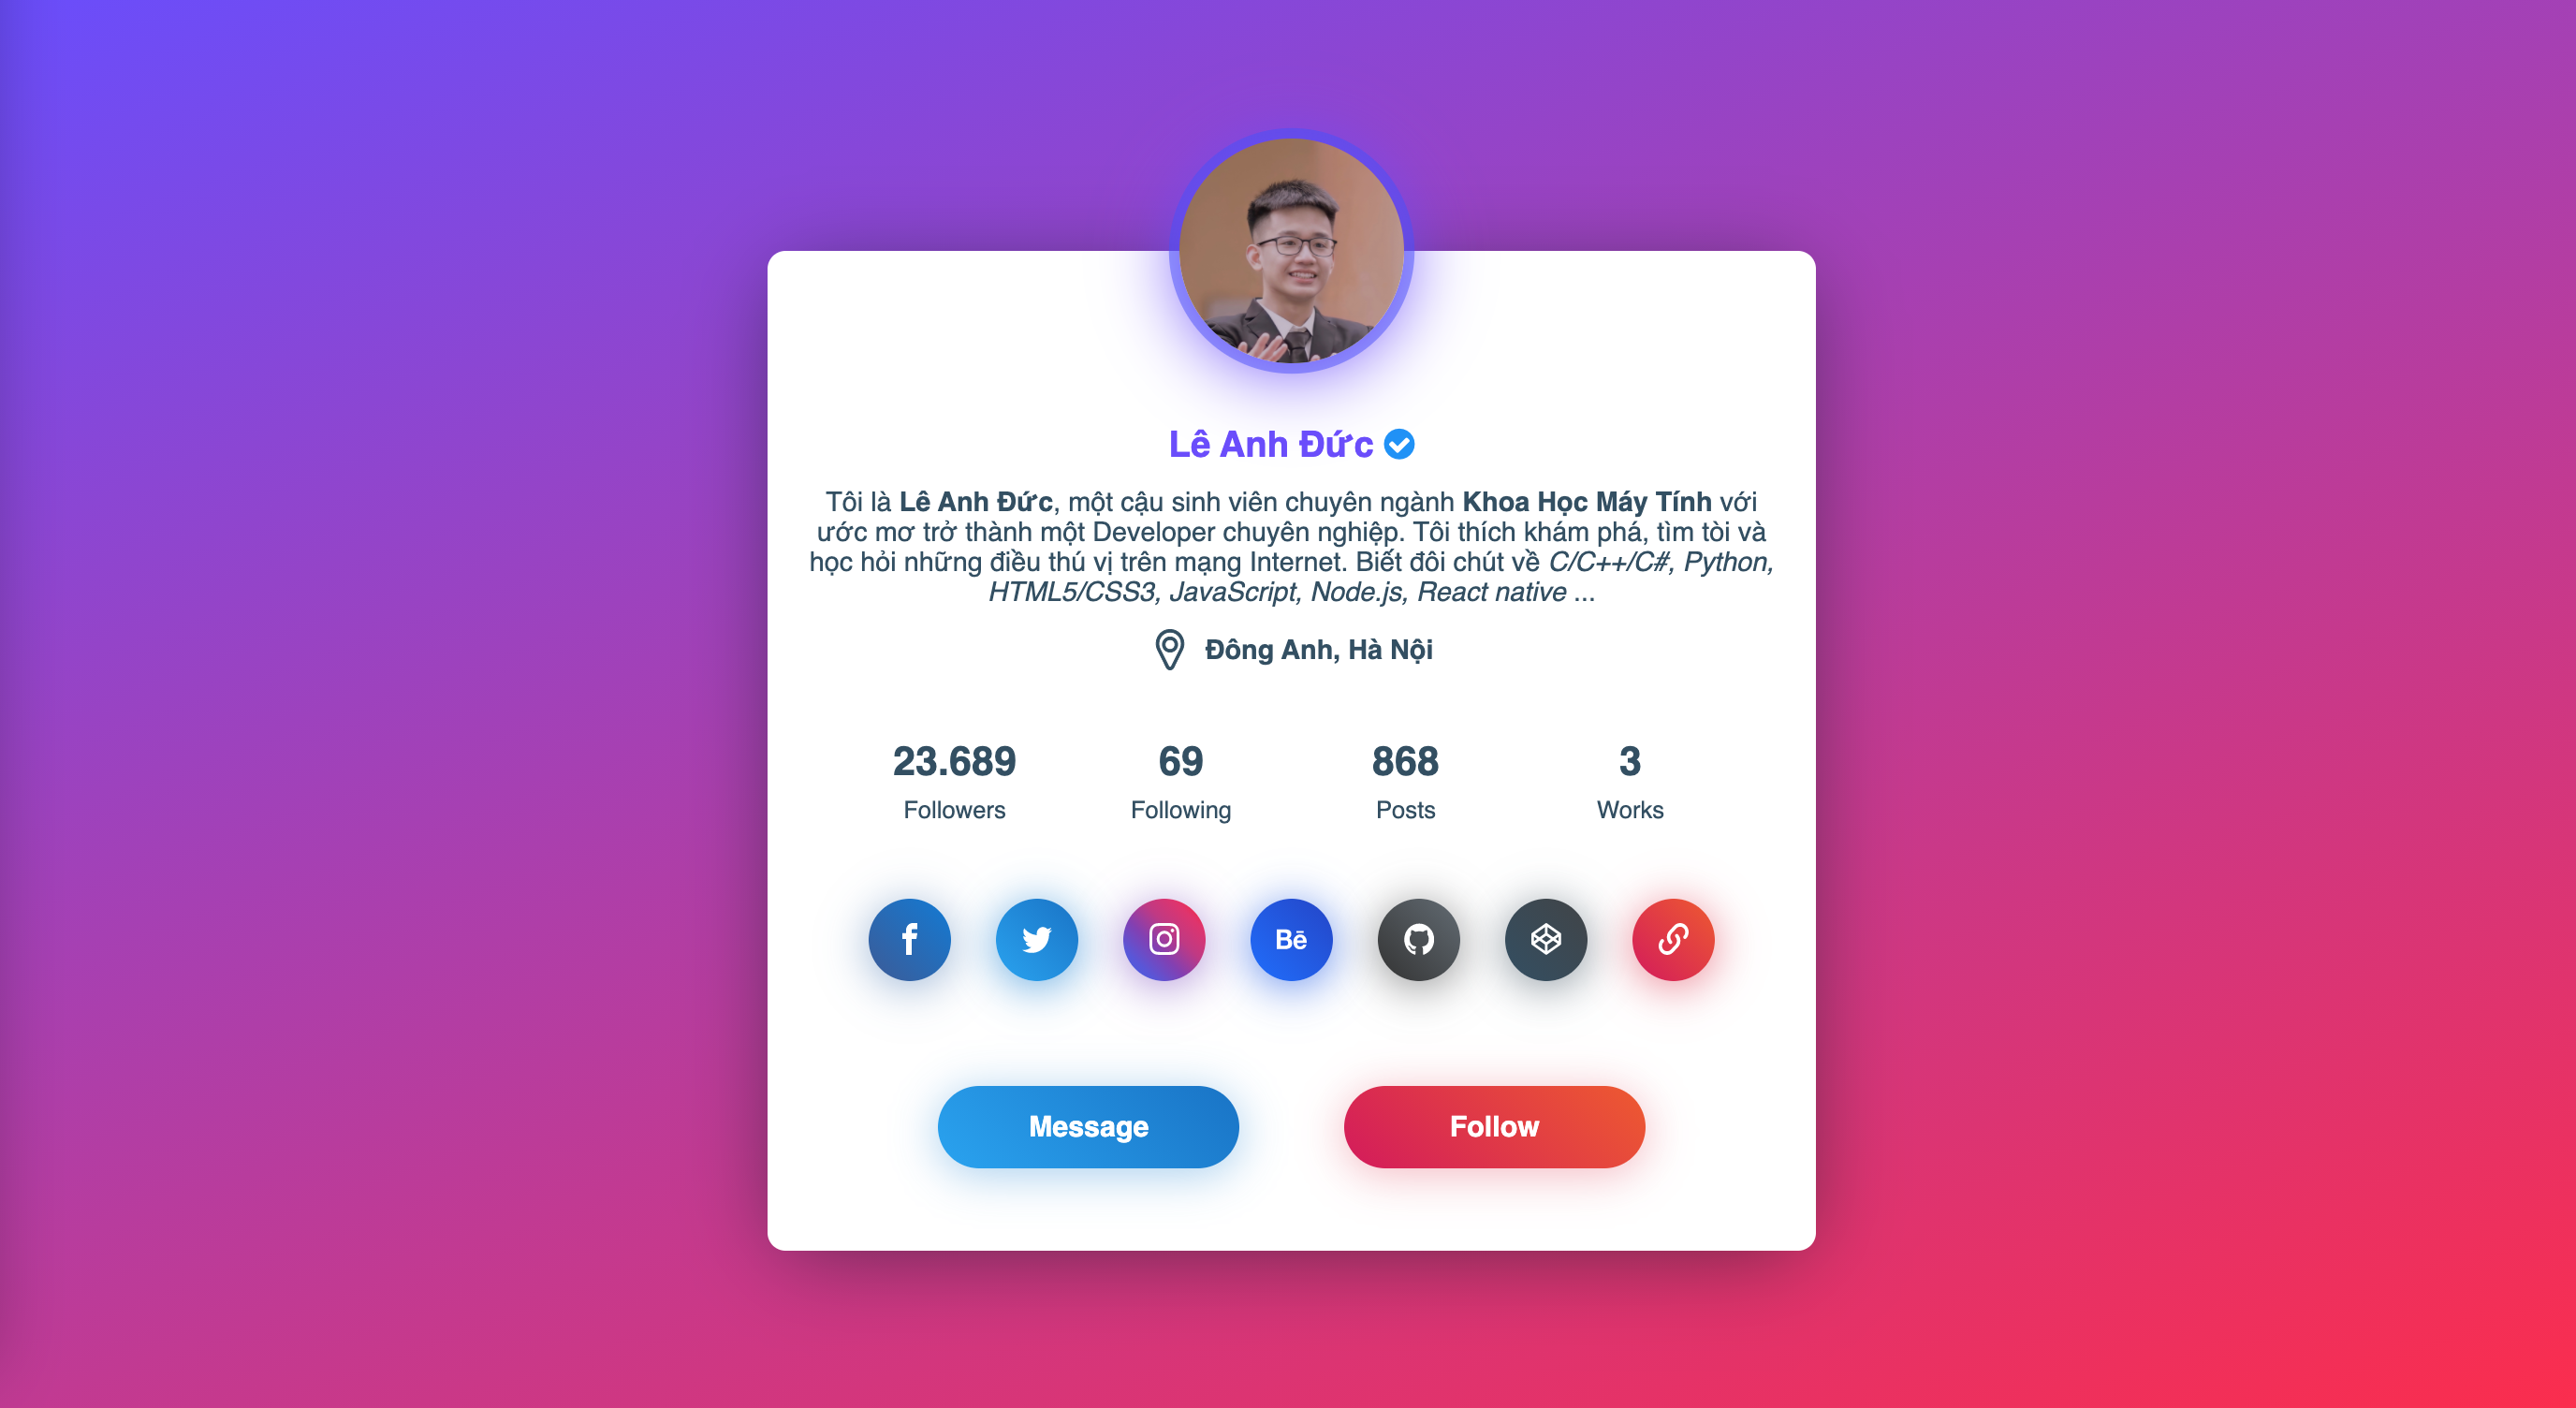 Lê Anh Đức
Tôi là Lê Anh Đức, một cậu sinh viên chuyên ngành Khoa Học Máy Tính với
ước mơ trở thành một Developer chuyên nghiệp. Tôi thích khám phá, tìm tòi và
học hỏi những điều thú vị trên mạng Internet. Biết đôi chút về C/C++/C#, Python,
HTML5/CSS3, JavaScript, Node.js, React native ...
Đông Anh, Hà Nội
23.689 69 868 3
Followers Following Posts Works
Bē
Message Follow